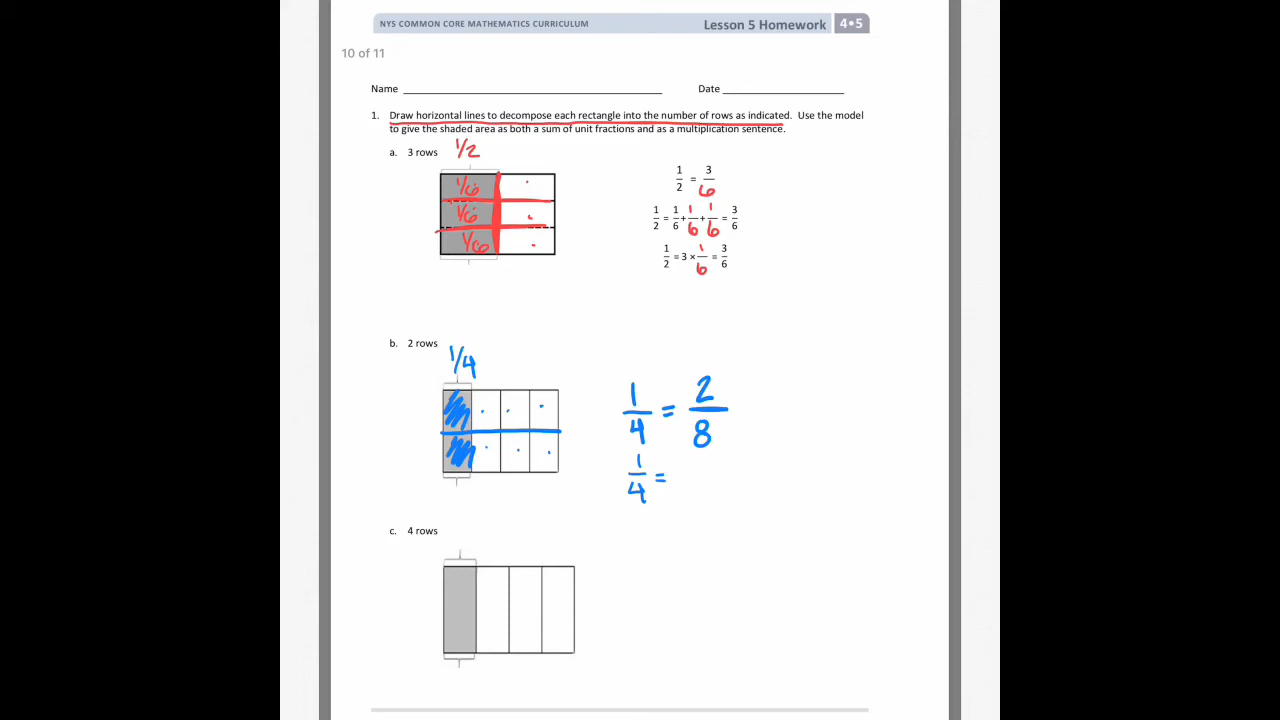 NYS COMMON CORE MATHEMATICS CURRICULUM
Lesson 5 Homework 4•5
10 of 11
Name Date
1. Draw horizontal lines to decompose each rectangle into the number of rows as indicated. Use the model
to give the shaded area as both a sum of unit fractions and as a multiplication sentence.
a. 3 rows 1/2
1/6
1/6
1/6
1/2 = 3/6
1/2 = 1/6 + 1/6 + 1/6 = 3/6
1/2 = 3 × 1/6 = 3/6
b. 2 rows
1/4
1/4 = 2/8
1/4 =
c. 4 rows